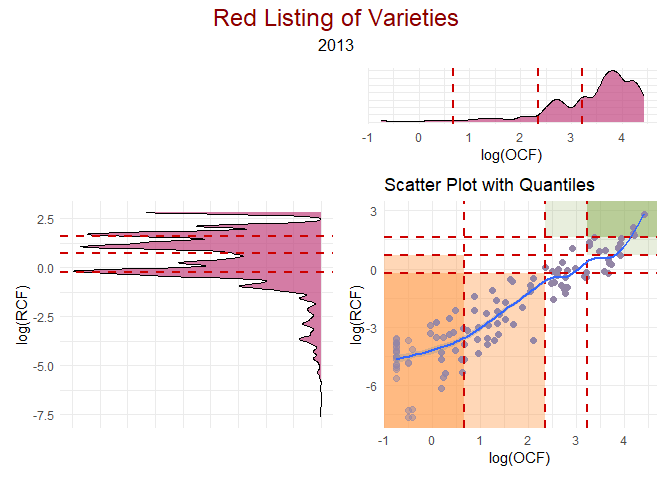 Red Listing of Varieties
2013
-1 0 1 2 3 4
log(OCF)
Scatter Plot with Quantiles
2.5
0.0
-2.5
-5.0
-7.5
log(RCF)
3
0
-3
-6
log(RCF)
-1 0 1 2 3 4
log(OCF)